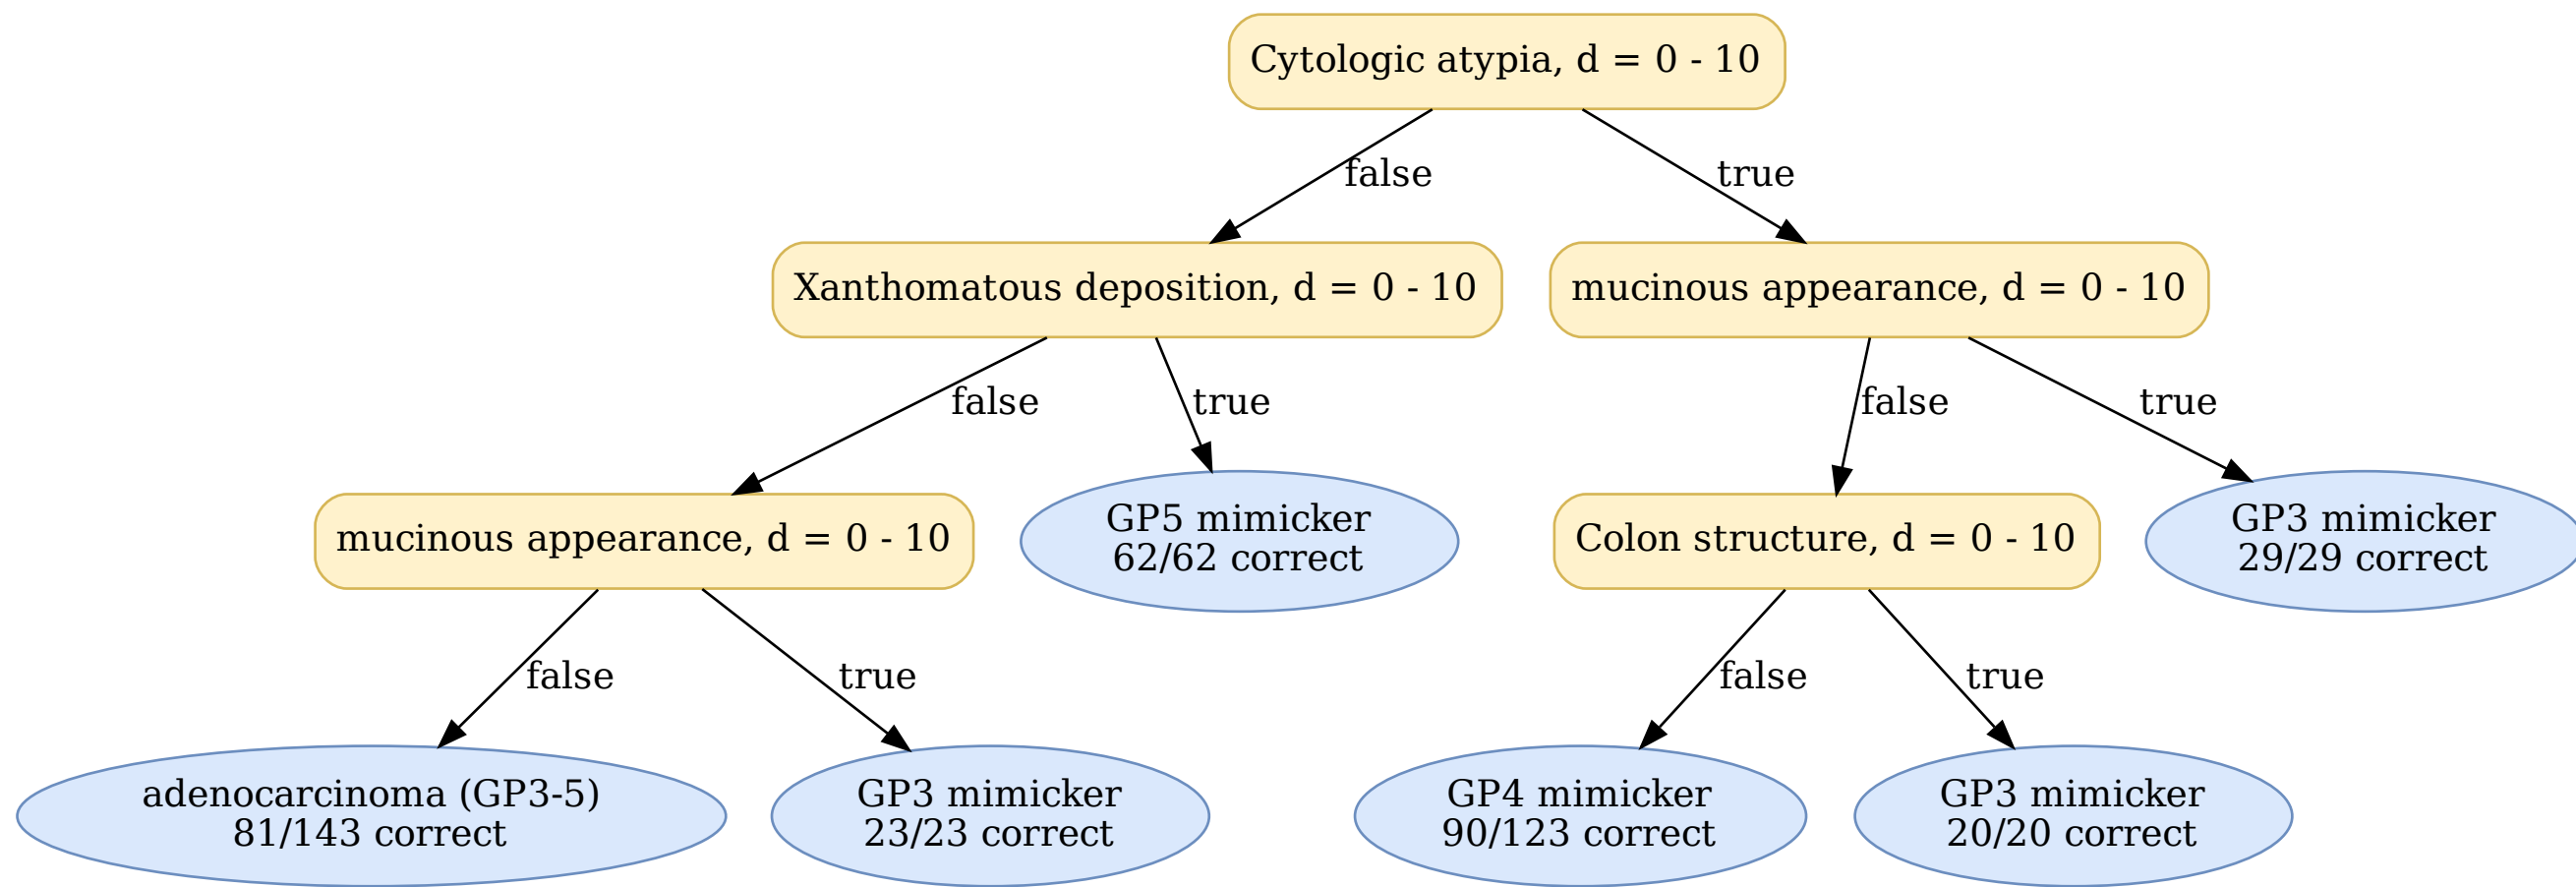 Cytologic atypia, d = 0 - 10
false
true
Xanthomatous deposition, d = 0 - 10
mucinous appearance, d = 0 - 10
false
true
false
true
mucinous appearance, d = 0 - 10
GP5 mimicker
62/62 correct
Colon structure, d = 0 - 10
GP3 mimicker
29/29 correct
false
true
false
true
adenocarcinoma (GP3-5)
81/143 correct
GP3 mimicker
23/23 correct
GP4 mimicker
90/123 correct
GP3 mimicker
20/20 correct